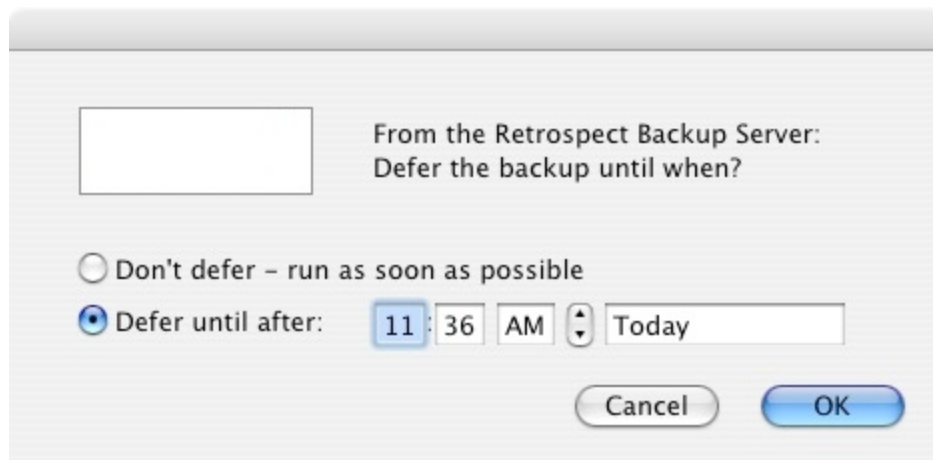 From the Retrospect Backup Server:
Defer the backup until when?
Don't defer – run as soon as possible
Defer until after: 11 : 36 AM Today
Cancel OK